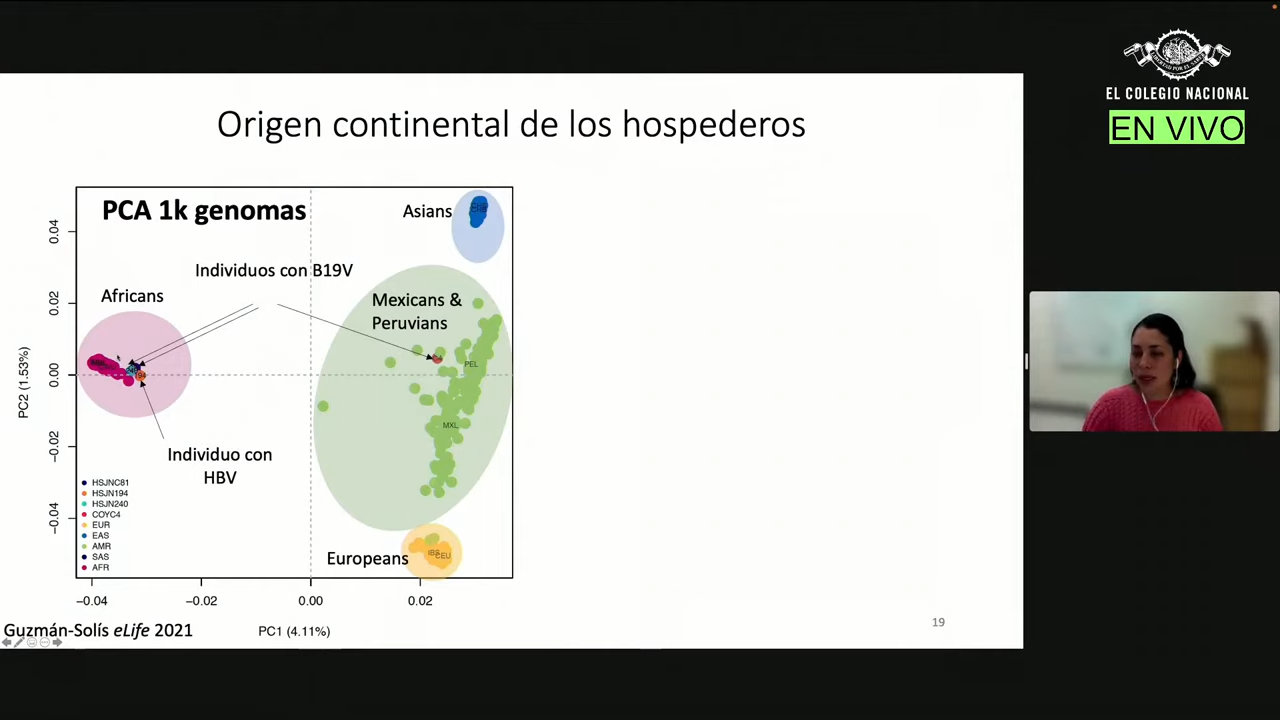 EL COLEGIO NACIONAL
EN VIVO
Origen continental de los hospederos
PCA 1k genomas
Asians
Individuos con B19V
Africans
Mexicans &
Peruvians
PEL
MXL
Individuo con
HBV
Europeans
IBS
CEU
HSJNC81
HSJN194
HSJN240
COYC4
EUR
EAS
AMR
SAS
AFR
0.04
0.02
0.00
−0.02
−0.04
PC2 (1.53%)
−0.04
−0.02
0.00
0.02
PC1 (4.11%)
Guzmán-Solís eLife 2021
19